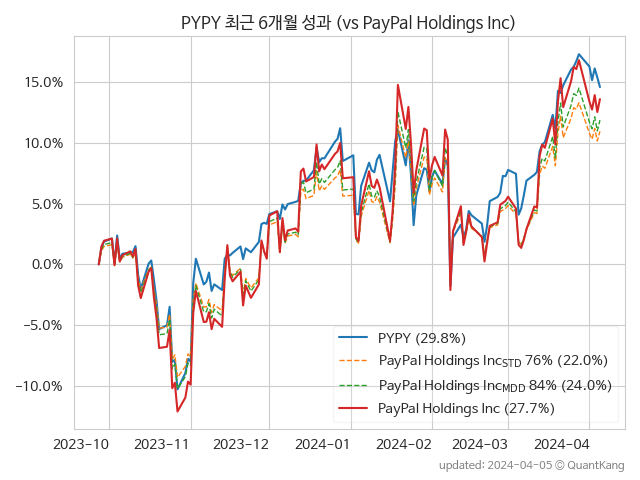 PYPY 최근 6개월 성과 (vs PayPal Holdings Inc)
15.0%
10.0%
5.0%
0.0%
−5.0%
−10.0%
PYPY (29.8%)
PayPal Holdings Inc_STD 76% (22.0%)
PayPal Holdings Inc_MDD 84% (24.0%)
PayPal Holdings Inc (27.7%)
2023−10 2023−11 2023−12 2024−01 2024−02 2024−03 2024−04
updated: 2024−04−05 © QuantKang